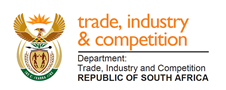 trade, industry
& competition
Department:
Trade, Industry and Competition
REPUBLIC OF SOUTH AFRICA